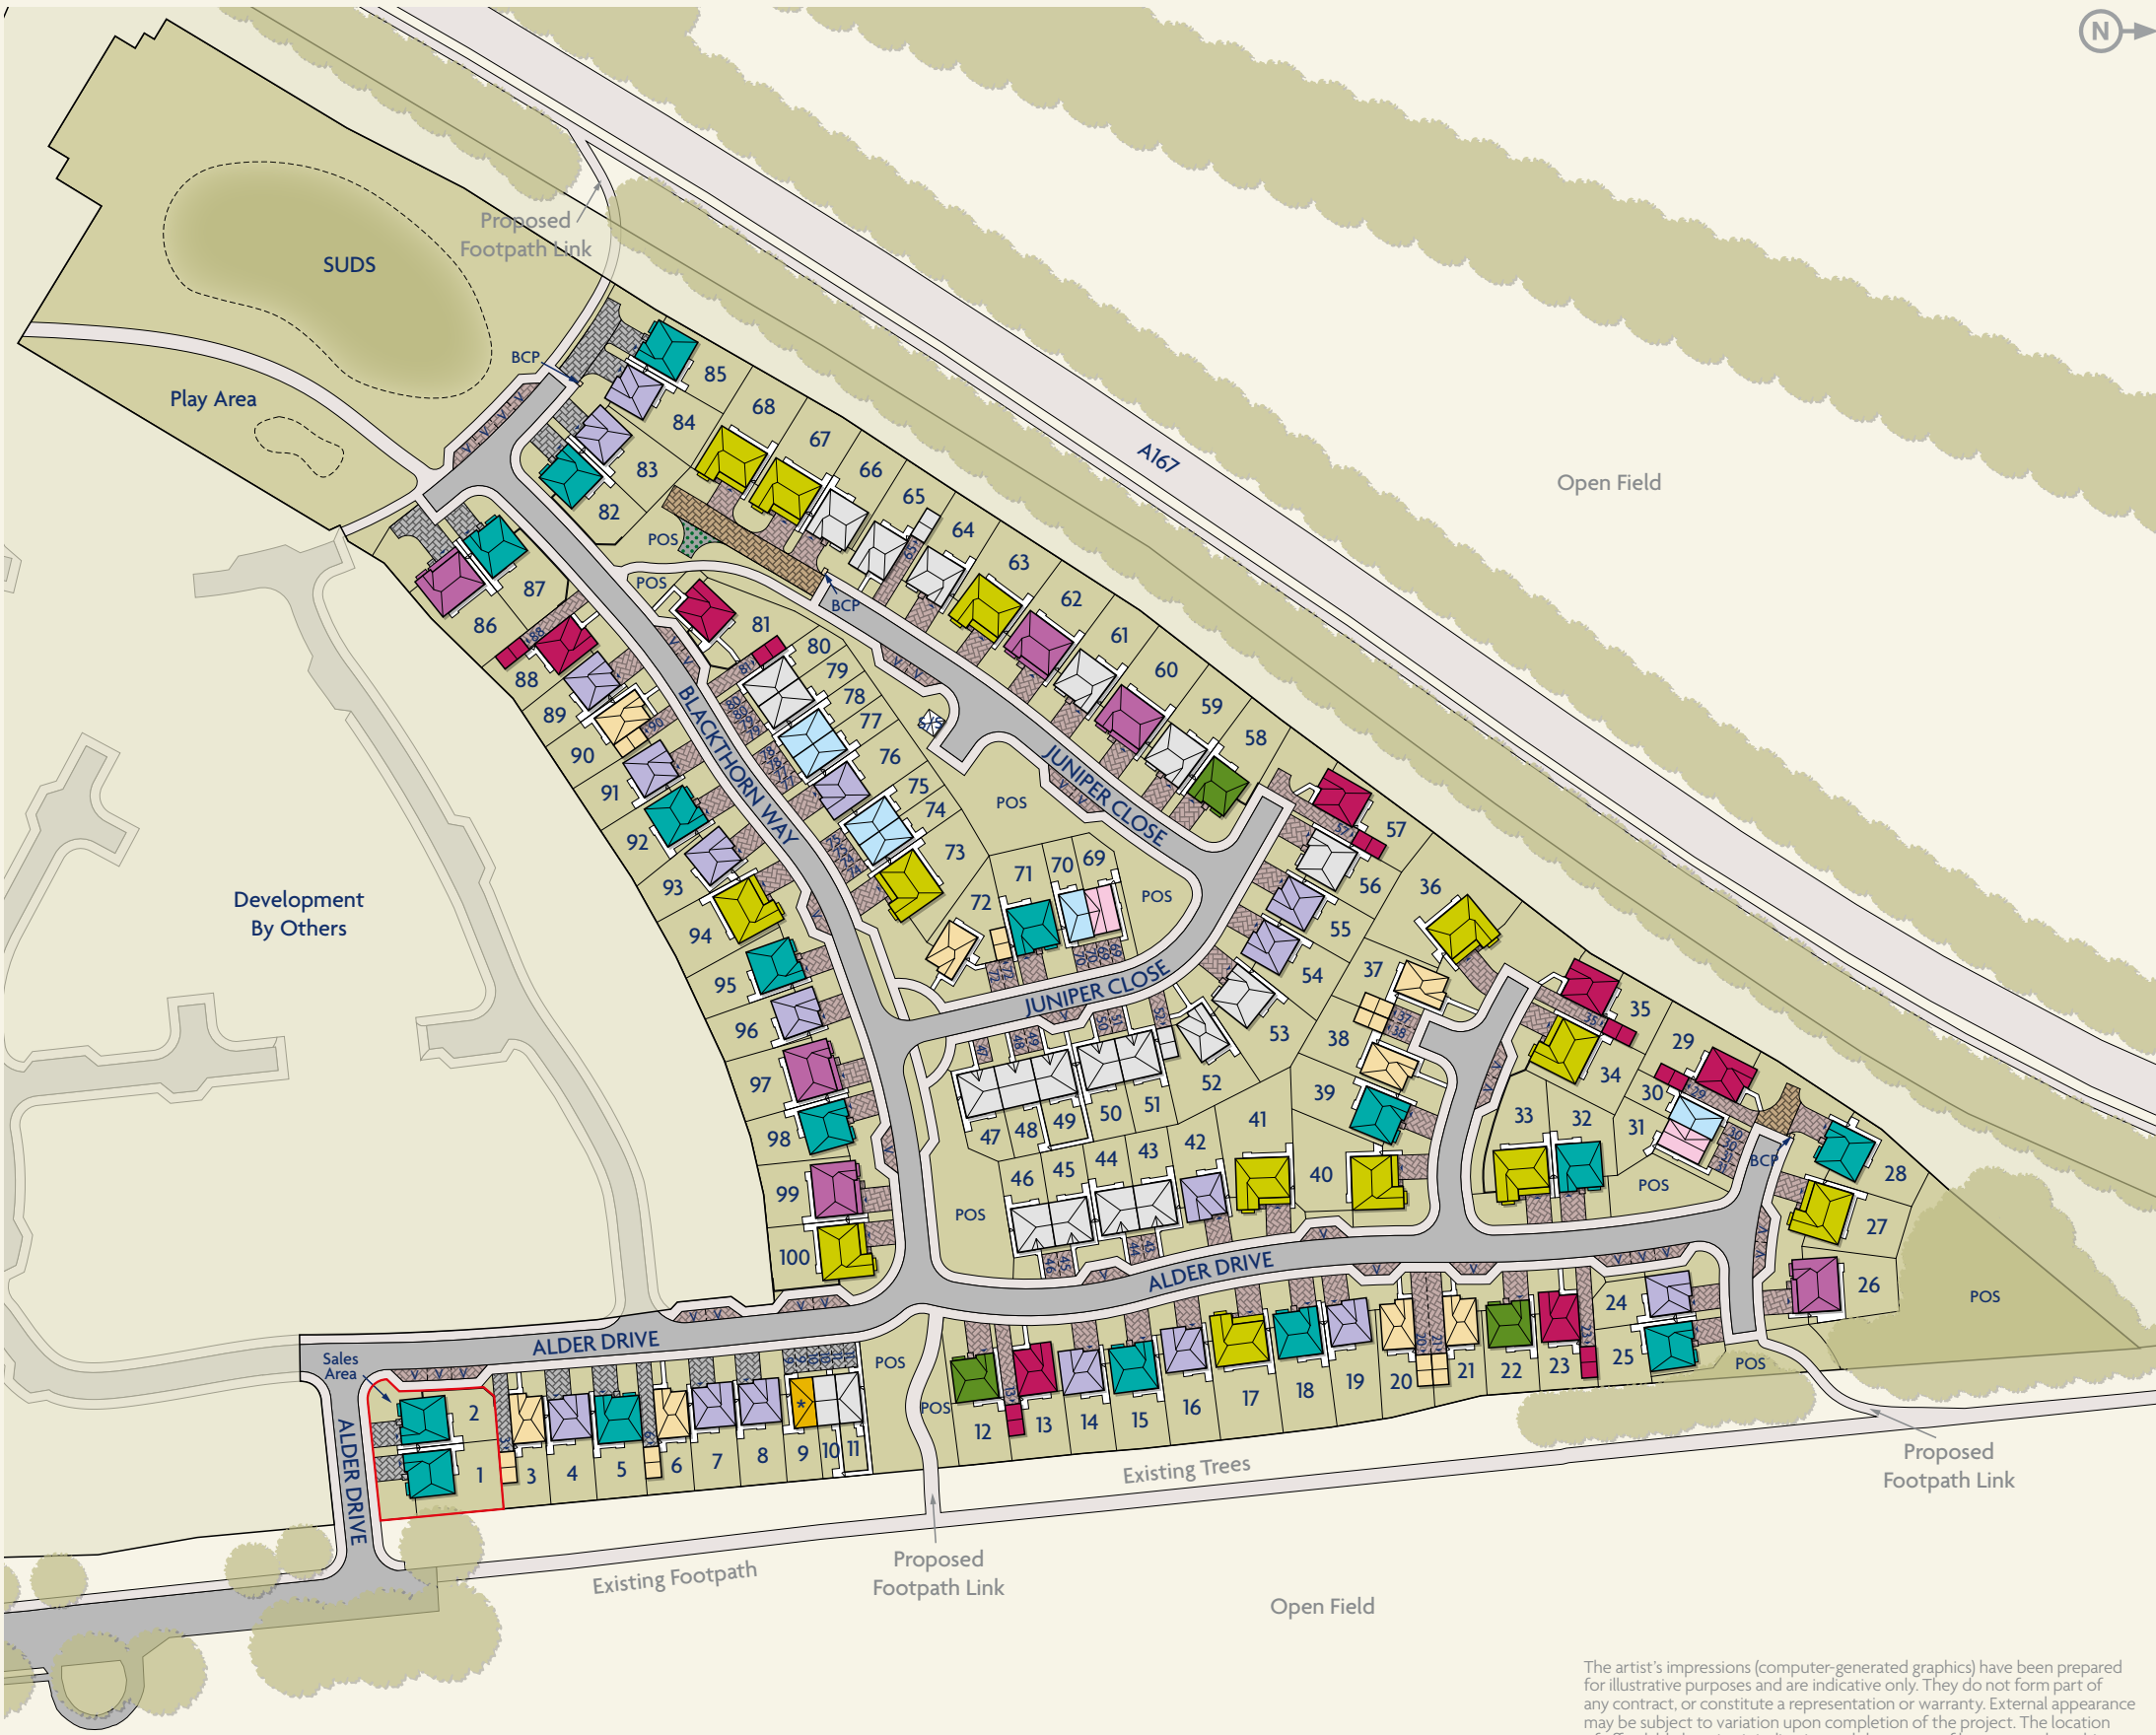 N
Proposed
Footpath Link
SUDS
BCP
Play Area
A167
Open Field
85
84
83
82
68
67
66
65
64
63
62
61
60
59
58
57
56
55
54
53
52
POS
POS
BCP
81
80
79
78
77
76
75
74
73
72
71
70
69
POS
POS
S/S
86
87
88
89
90
91
92
93
94
95
96
97
98
99
100
BLACKTHORN WAY
JUNIPER CLOSE
JUNIPER CLOSE
Development
By Others
36
37
38
39
40
41
42
43
44
45
46
47
48
49
50
51
35
34
33
32
31
30
29
28
27
26
25
24
BCP
POS
POS
POS
POS
ALDER DRIVE
ALDER DRIVE
ALDER DRIVE
Sales
Area
2
1
3
4
5
6
7
8
9
*
10
11
POS
POS
12
13
14
15
16
17
18
19
20
21
22
23
Existing Trees
Existing Footpath
Proposed
Footpath Link
Proposed
Footpath Link
Open Field
The artist's impressions (computer-generated graphics) have been prepared
for illustrative purposes and are indicative only. They do not form part of
any contract, or constitute a representation or warranty. External appearance
may be subject to variation upon completion of the project. The location